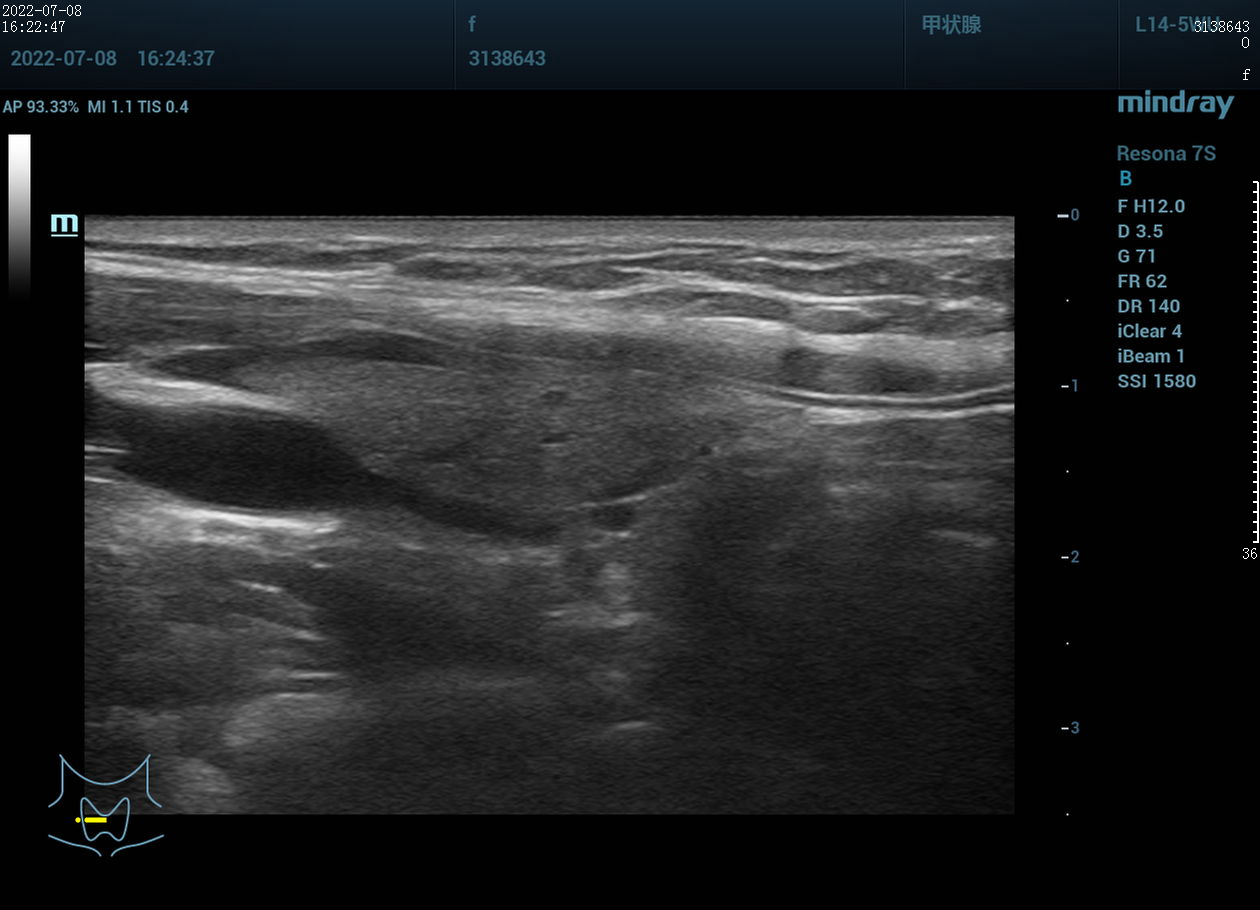 2022-07-08
16:22:47
2022-07-08 16:24:37
f
3138643
甲状腺
L14-5WU
3138643
0
f
AP 93.33% MI 1.1 TIS 0.4
mindray
Resona 7S
B
F H12.0
D 3.5
G 71
FR 62
DR 140
iClear 4
iBeam 1
SSI 1580
m
0
1
2
3
36